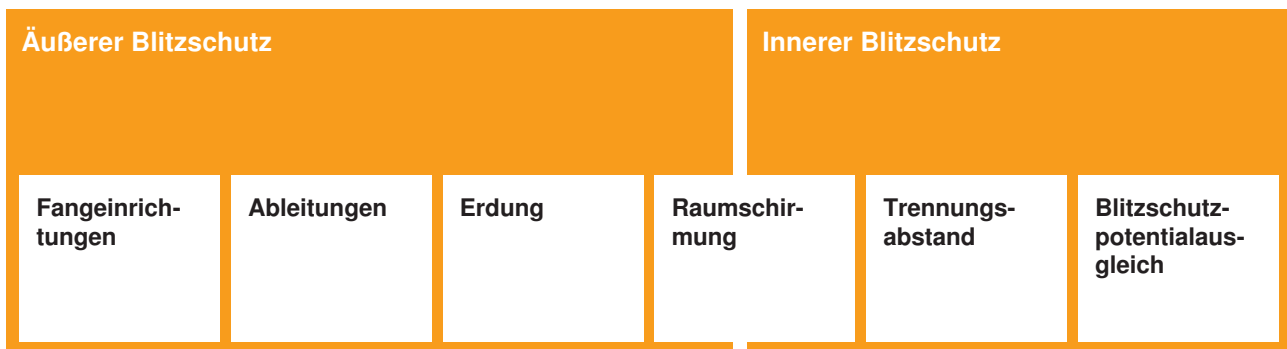 Äußerer Blitzschutz
Innerer Blitzschutz
Fangeinrich-
tungen
Ableitungen
Erdung
Raumschir-
mung
Trennungs-
abstand
Blitzschutz-
potentialaus-
gleich